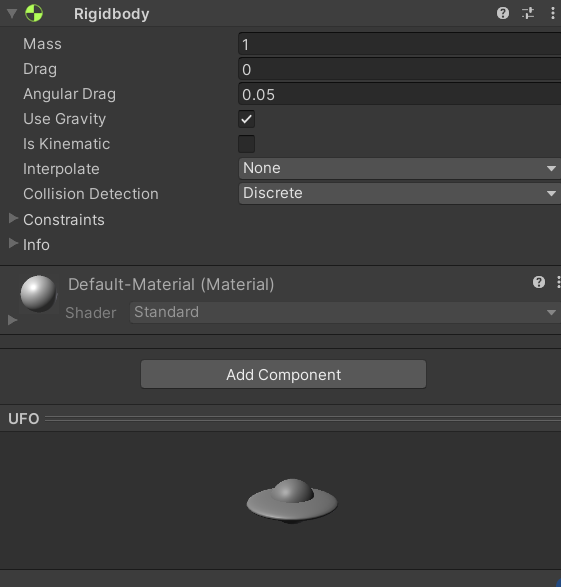 Rigidbody
Mass 1
Drag 0
Angular Drag 0.05
Use Gravity
Is Kinematic
Interpolate None
Collision Detection Discrete
Constraints
Info
Default-Material (Material)
Shader Standard
Add Component
UFO